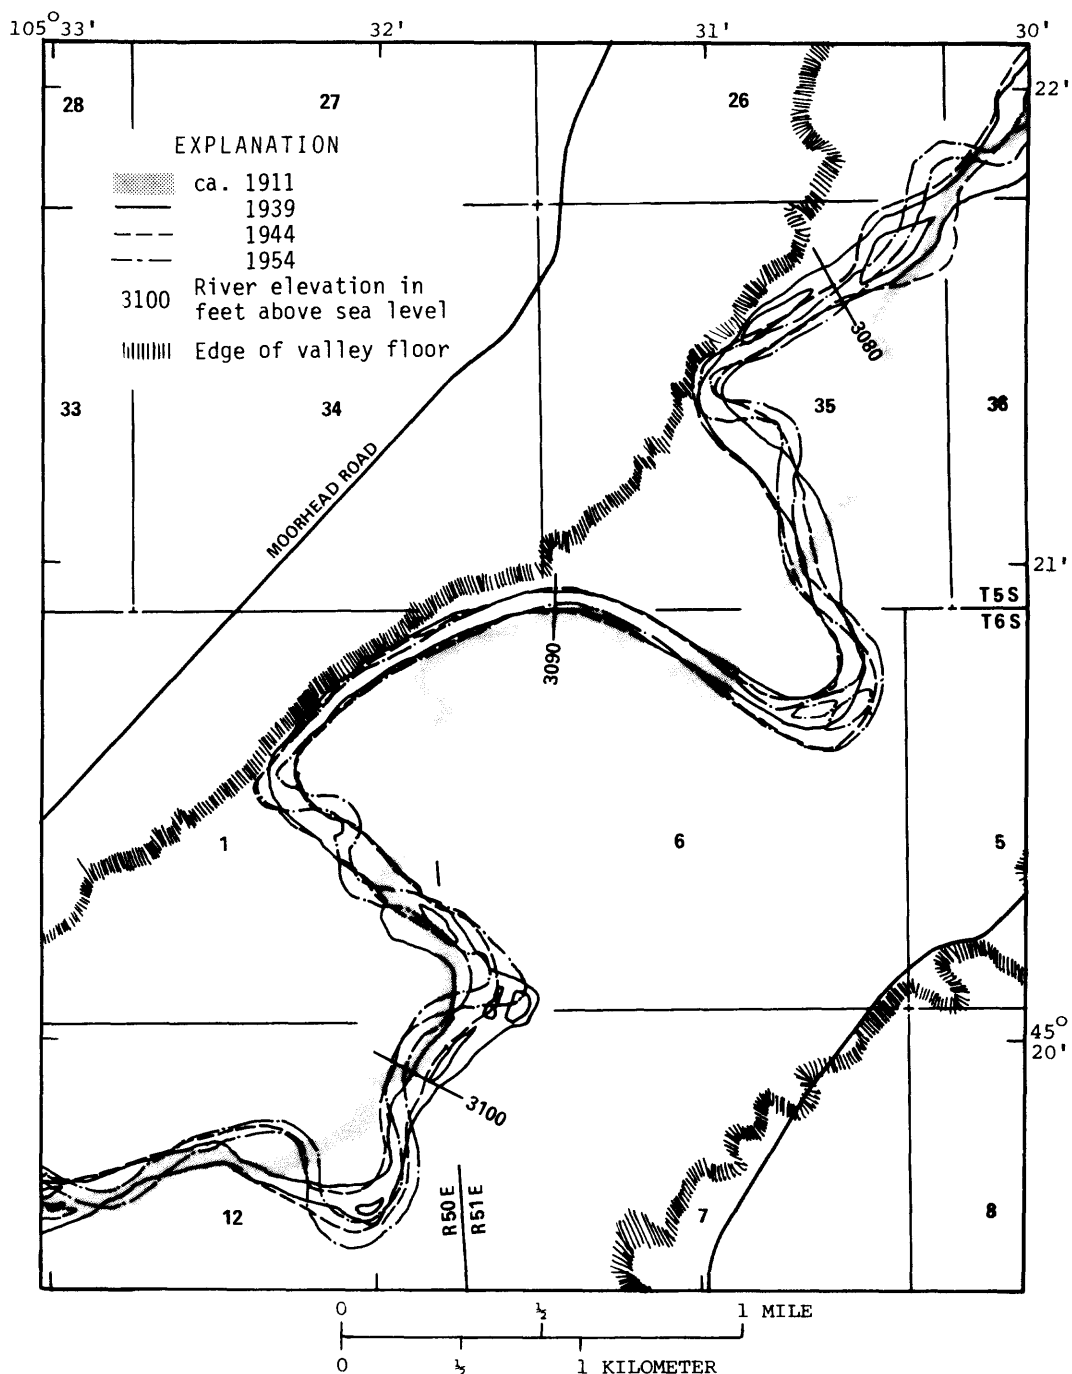 105° 33'
32'
31'
30'
28
27
26
22'
EXPLANATION
ca. 1911
1939
1944
1954
3100 River elevation in
feet above sea level
Edge of valley floor
3080
33
34
35
36
MOORHEAD ROAD
21'
T5S
T6S
3090
1
6
5
45°
20'
3100
R50E
R51E
12
7
8
0 ½ 1 MILE
0 ½ 1 KILOMETER